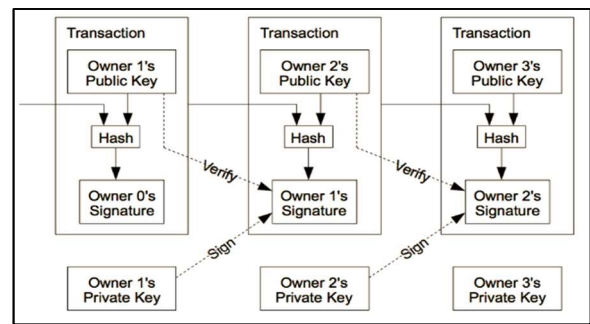 Transaction
Owner 1's
Public Key
Hash
Owner 0's
Signature
Transaction
Owner 2's
Public Key
Hash
Verify
Owner 1's
Signature
Sign
Transaction
Owner 3's
Public Key
Hash
Verify
Owner 2's
Signature
Sign
Owner 1's
Private Key
Owner 2's
Private Key
Owner 3's
Private Key